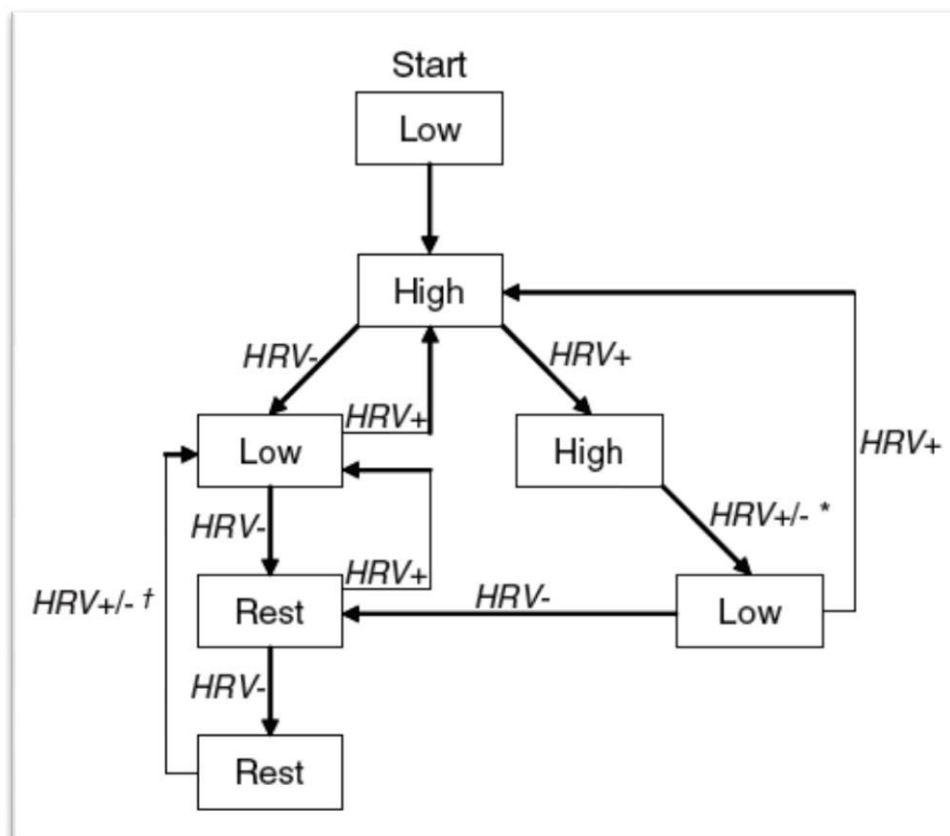 Start
Low
High
HRV-
HRV+
HRV+
Low
High
HRV+
HRV-
HRV+/- *
HRV+/- †
HRV+
Rest
HRV-
Low
HRV-
Rest